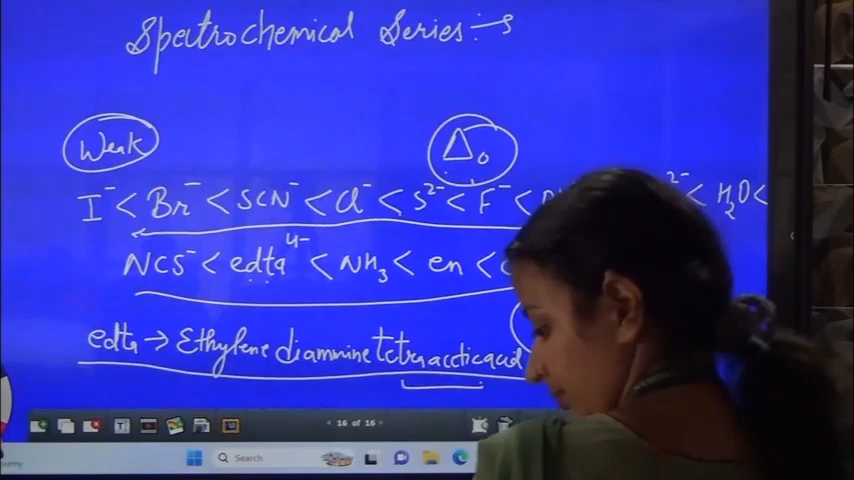 Spectrochemical Series :-
Weak
Δo
I⁻ < Br⁻ < SCN⁻ < Cl⁻ < S²⁻ < F⁻ < 2- < H₂O <
NCS⁻ < edta⁴⁻ < NH₃ < en <
edta → Ethylene diammine tetraacetic acid
16 of 16
Search